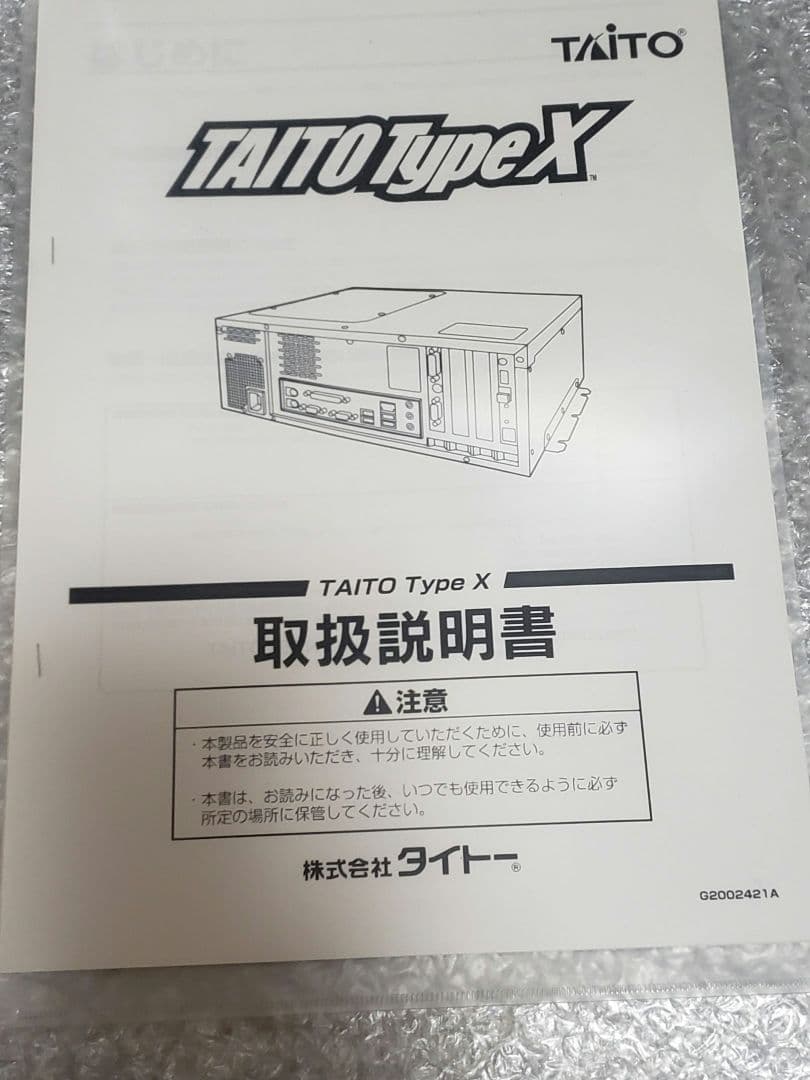 TAITO®
TAITO Type X™
TAITO Type X
取扱説明書
⚠注意
・本製品を安全に正しく使用していただくために、使用前に必ず
本書をお読みいただき、十分に理解してください。
・本書は、お読みになった後、いつでも使用できるように必ず
所定の場所に保管してください。
株式会社タイトー®
G2002421A